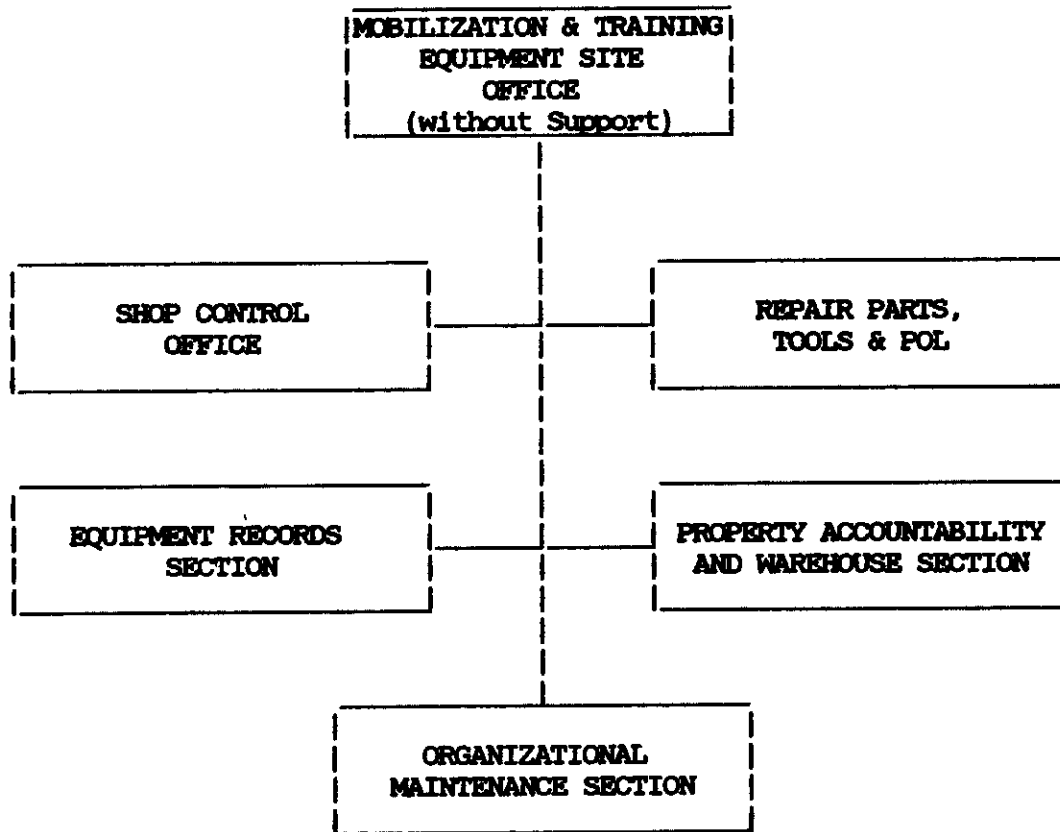 MOBILIZATION & TRAINING
EQUIPMENT SITE
OFFICE
(without Support)
SHOP CONTROL
OFFICE
REPAIR PARTS,
TOOLS & POL
EQUIPMENT RECORDS
SECTION
PROPERTY ACCOUNTABILITY
AND WAREHOUSE SECTION
ORGANIZATIONAL
MAINTENANCE SECTION